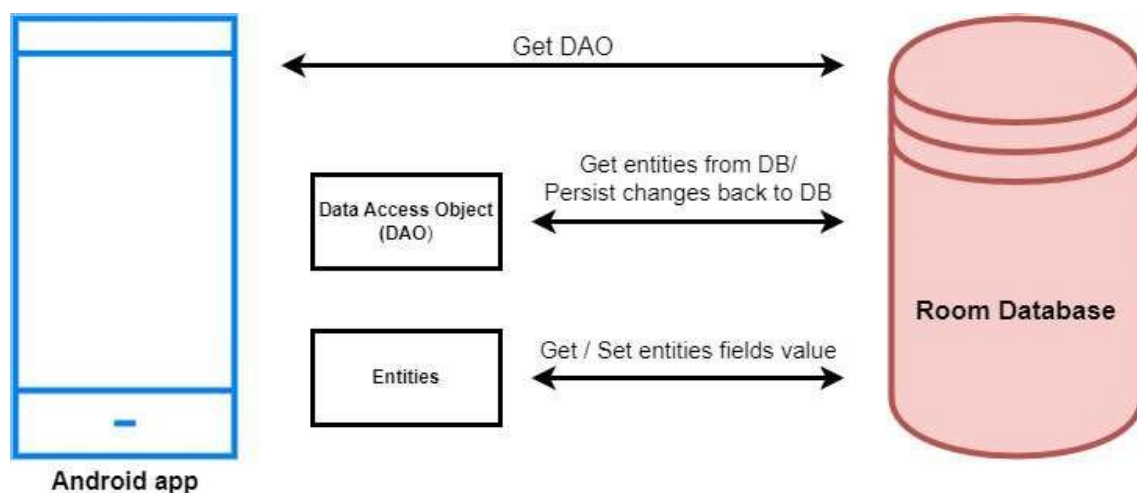 Get DAO
Get entities from DB/
Persist changes back to DB
Data Access Object
(DAO)
Room Database
Get / Set entities fields value
Entities
Android app